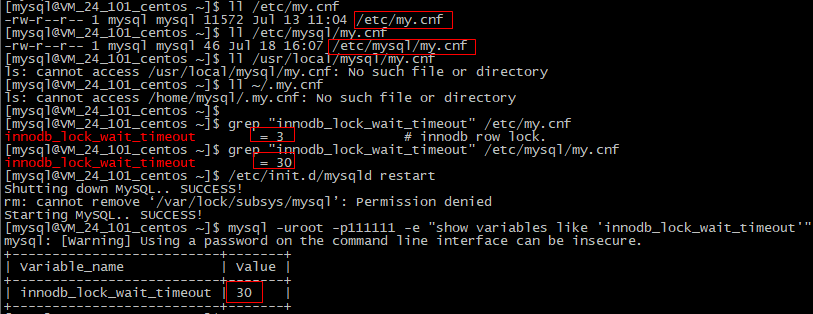 [mysql@VM_24_101_centos ~]$ ll /etc/my.cnf
-rw-r--r-- 1 mysql mysql 11572 Jul 13 11:04 /etc/my.cnf
[mysql@VM_24_101_centos ~]$ ll /etc/mysql/my.cnf
-rw-r--r-- 1 mysql mysql 46 Jul 18 16:07 /etc/mysql/my.cnf
[mysql@VM_24_101_centos ~]$ ll /usr/local/mysql/my.cnf
ls: cannot access /usr/local/mysql/my.cnf: No such file or directory
[mysql@VM_24_101_centos ~]$ ll ~/.my.cnf
ls: cannot access /home/mysql/.my.cnf: No such file or directory
[mysql@VM_24_101_centos ~]$
[mysql@VM_24_101_centos ~]$ grep "innodb_lock_wait_timeout" /etc/my.cnf
innodb_lock_wait_timeout        = 3               # innodb row lock.
[mysql@VM_24_101_centos ~]$ grep "innodb_lock_wait_timeout" /etc/mysql/my.cnf
innodb_lock_wait_timeout        = 30
[mysql@VM_24_101_centos ~]$ /etc/init.d/mysqld restart
Shutting down MySQL.. SUCCESS!
rm: cannot remove ‘/var/lock/subsys/mysql’: Permission denied
Starting MySQL.. SUCCESS!
[mysql@VM_24_101_centos ~]$ mysql -uroot -p111111 -e "show variables like 'innodb_lock_wait_timeout'"
mysql: [Warning] Using a password on the command line interface can be insecure.
+--------------------------+-------+
| Variable_name            | Value |
+--------------------------+-------+
| innodb_lock_wait_timeout | 30    |
+--------------------------+-------+